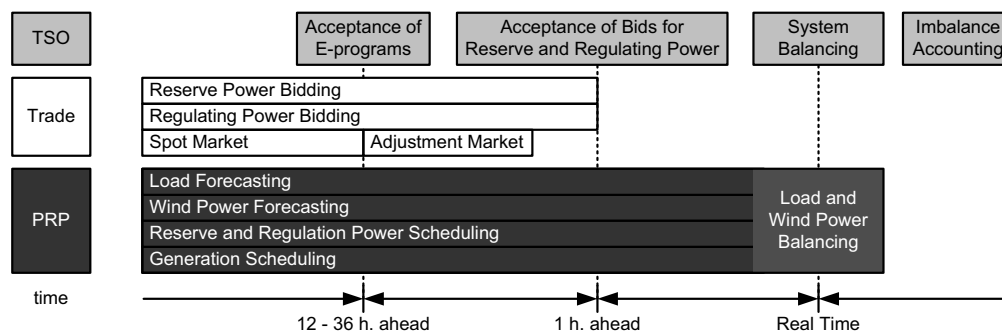 TSO
Acceptance of
E-programs
Acceptance of Bids for
Reserve and Regulating Power
System
Balancing
Imbalance
Accounting
Trade
Reserve Power Bidding
Regulating Power Bidding
Spot Market
Adjustment Market
PRP
Load Forecasting
Wind Power Forecasting
Reserve and Regulation Power Scheduling
Generation Scheduling
Load and
Wind Power
Balancing
time
12 - 36 h. ahead
1 h. ahead
Real Time